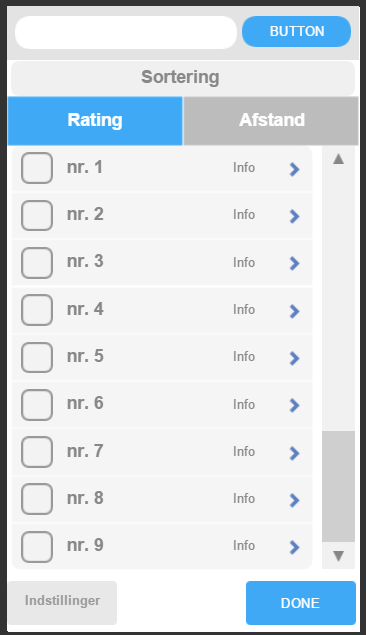 BUTTON
Sortering
Rating Afstand
nr. 1 Info
nr. 2 Info
nr. 3 Info
nr. 4 Info
nr. 5 Info
nr. 6 Info
nr. 7 Info
nr. 8 Info
nr. 9 Info
Indstillinger DONE